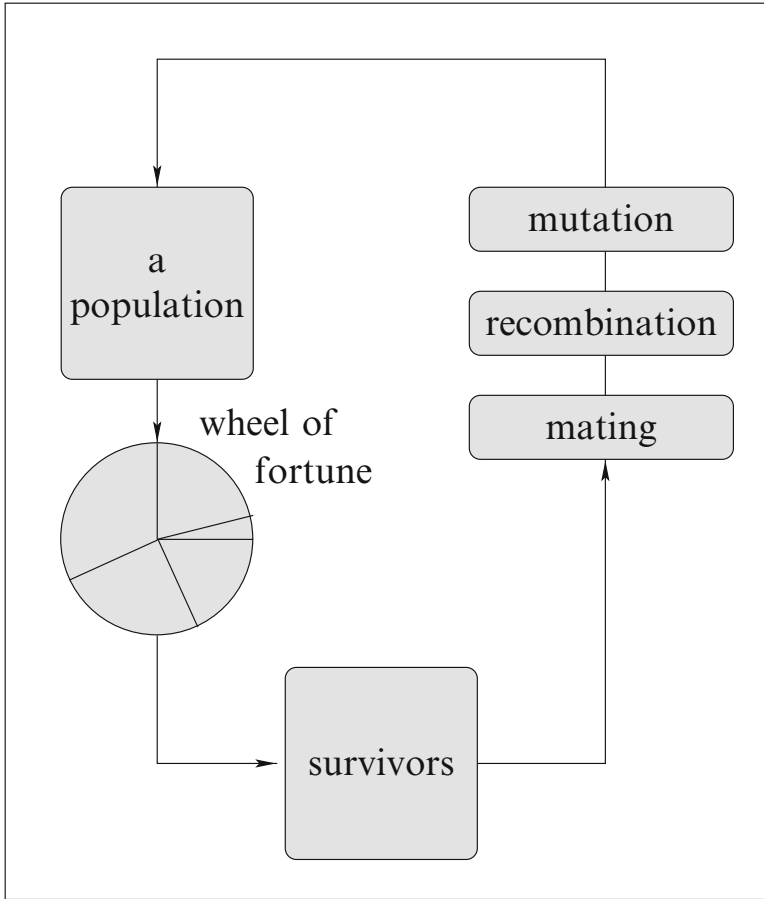 a
population
wheel of
fortune
survivors
mutation
recombination
mating